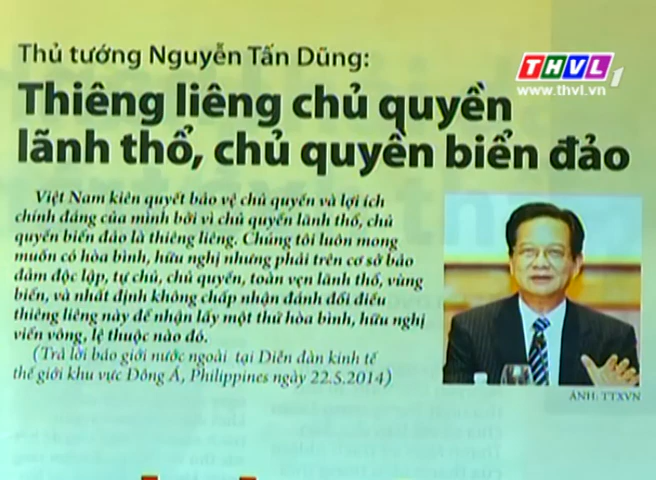 Thủ tướng Nguyễn Tấn Dũng:
THVL1
www.thvl.vn
Thiêng liêng chủ quyền
lãnh thổ, chủ quyền biển đảo
Việt Nam kiên quyết bảo vệ chủ quyền và lợi ích
chính đáng của mình bởi vì chủ quyền lãnh thổ, chủ
quyền biển đảo là thiêng liêng. Chúng tôi luôn mong
muốn có hòa bình, hữu nghị nhưng phải trên cơ sở bảo
đảm độc lập, tự chủ, chủ quyền, toàn vẹn lãnh thổ, vùng
biển, và nhất định không chấp nhận đánh đổi điều
thiêng liêng này để nhận lấy một thứ hòa bình, hữu nghị
viển vông, lệ thuộc nào đó.
(Trả lời báo giới nước ngoài tại Diễn đàn kinh tế
thế giới khu vực Đông Á, Philippines ngày 22.5.2014)
ẢNH: TTXVN